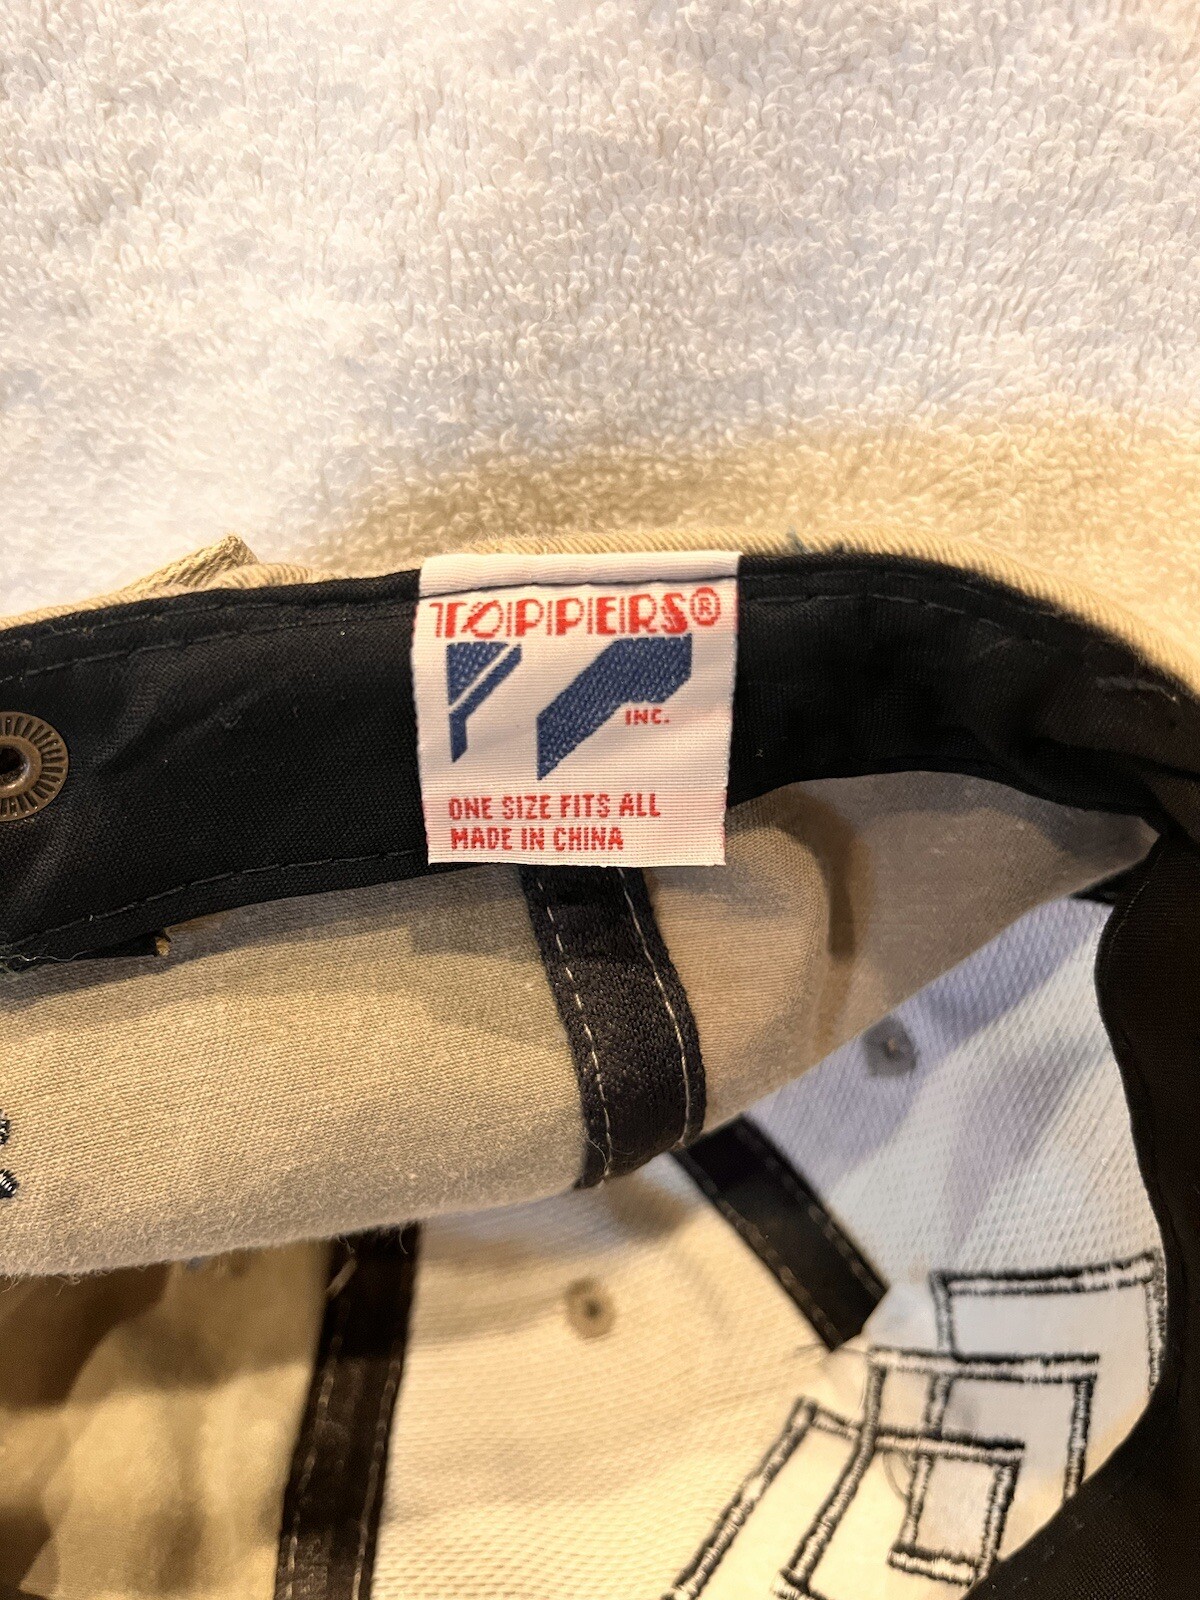 TOPPERS®
INC.
ONE SIZE FITS ALL
MADE IN CHINA